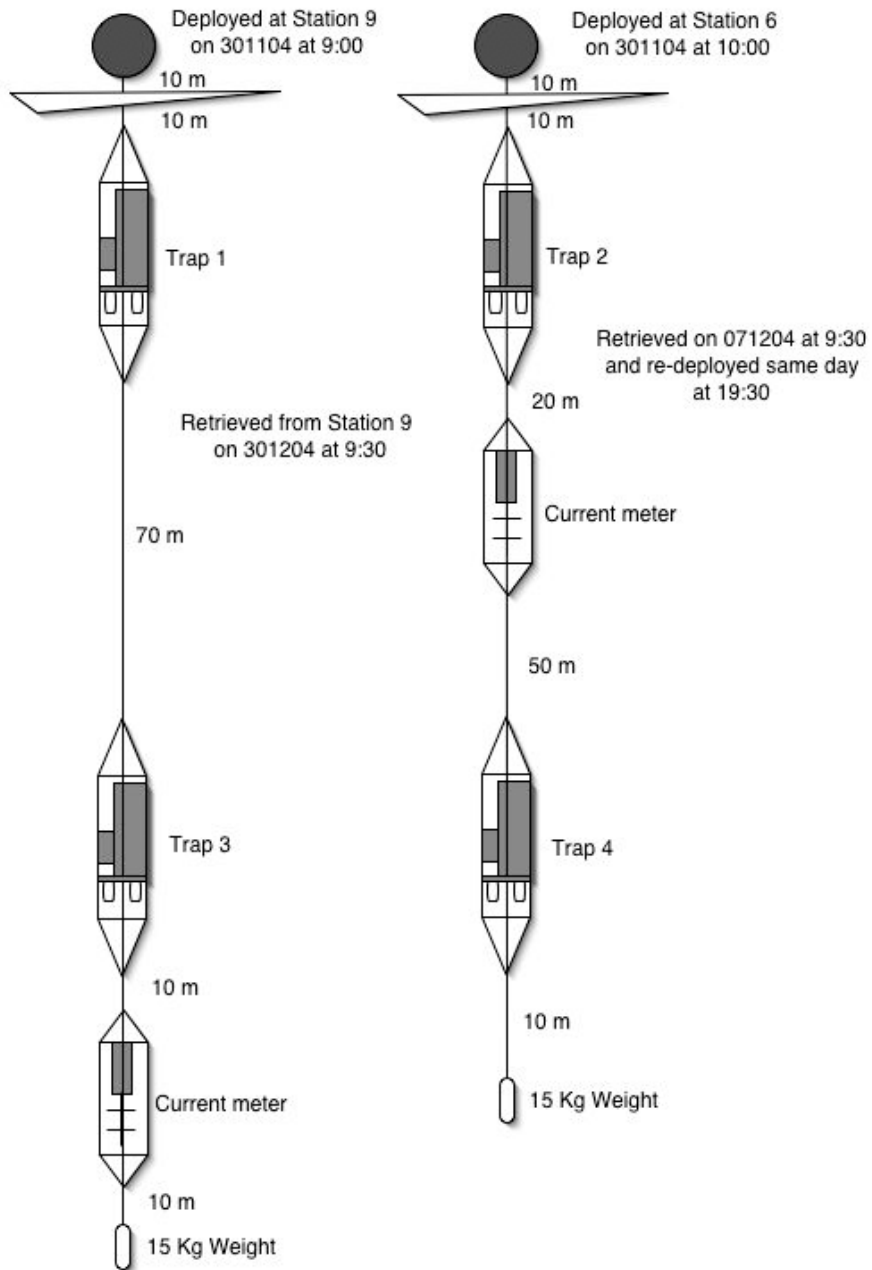 Deployed at Station 9
on 301104 at 9:00
10 m
10 m
Trap 1
Retrieved from Station 9
on 301204 at 9:30
70 m
Trap 3
10 m
Current meter
10 m
15 Kg Weight
Deployed at Station 6
on 301104 at 10:00
10 m
10 m
Trap 2
Retrieved on 071204 at 9:30
and re-deployed same day
at 19:30
20 m
Current meter
50 m
Trap 4
10 m
15 Kg Weight